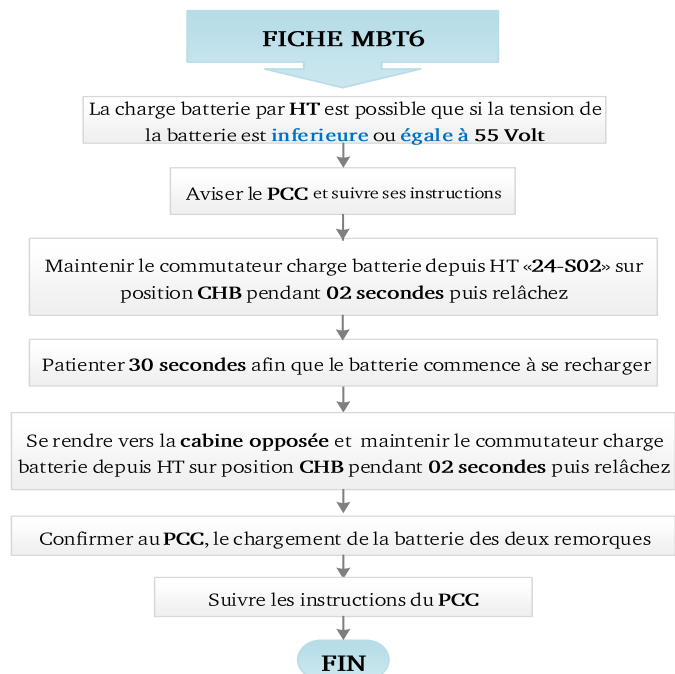 FICHE MBT6
La charge batterie par HT est possible que si la tension de
la batterie est inferieure ou égale à 55 Volt
Aviser le PCC et suivre ses instructions
Maintenir le commutateur charge batterie depuis HT «24-S02» sur
position CHB pendant 02 secondes puis relâchez
Patienter 30 secondes afin que le batterie commence à se recharger
Se rendre vers la cabine opposée et maintenir le commutateur charge
batterie depuis HT sur position CHB pendant 02 secondes puis relâchez
Confirmer au PCC, le chargement de la batterie des deux remorques
Suivre les instructions du PCC
FIN